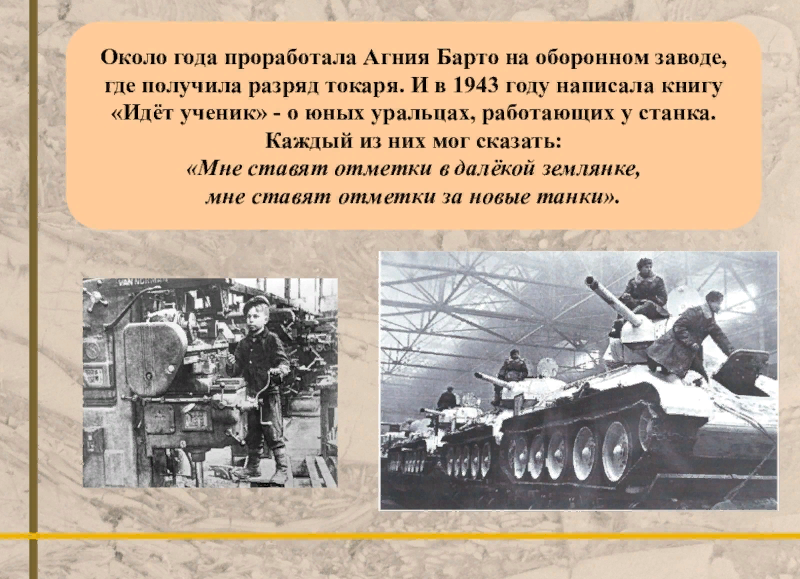 Около года проработала Агния Барто на оборонном заводе,
где получила разряд токаря. И в 1943 году написала книгу
«Идёт ученик» - о юных уральцах, работающих у станка.
Каждый из них мог сказать:
«Мне ставят отметки в далёкой землянке,
мне ставят отметки за новые танки».
VAN NORMAN